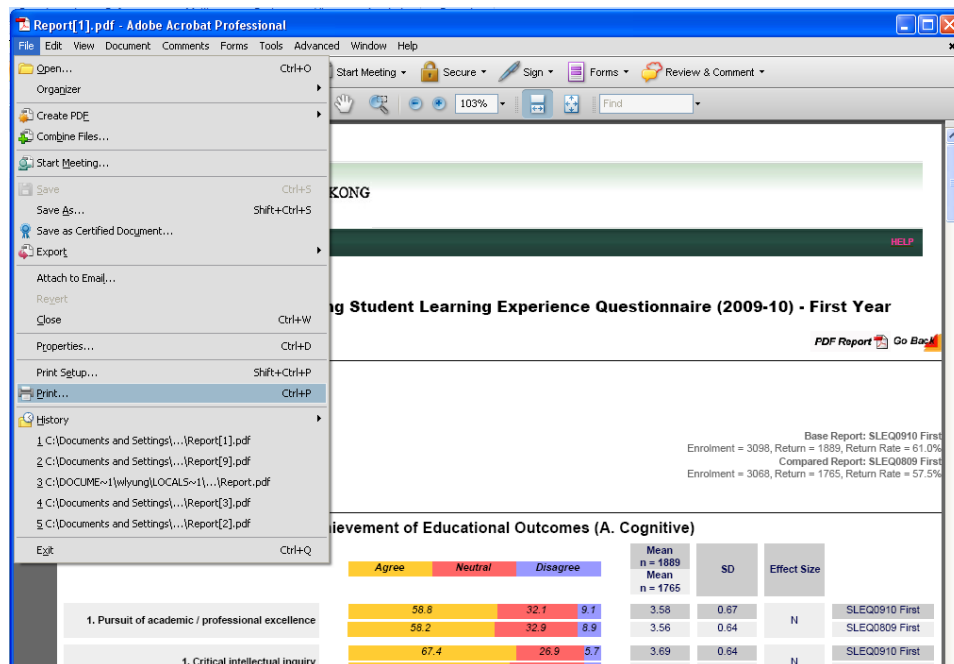 Report[1].pdf - Adobe Acrobat Professional
File Edit View Document Comments Forms Tools Advanced Window Help
Open... Ctrl+O
Organizer
Create PDF
Combine Files...
Start Meeting...
Save Ctrl+S
Save As... Shift+Ctrl+S
Save as Certified Document...
Export
Attach to Email...
Revert
Close Ctrl+W
Properties... Ctrl+D
Print Setup... Shift+Ctrl+P
Print... Ctrl+P
History
1 C:\Documents and Settings\...\Report[1].pdf
2 C:\Documents and Settings\...\Report[9].pdf
3 C:\DOCUME~1\wlyung\LOCALS~1\...\Report.pdf
4 C:\Documents and Settings\...\Report[3].pdf
5 C:\Documents and Settings\...\Report[2].pdf
Exit Ctrl+Q
Start Meeting Secure Sign Forms Review & Comment
103% Find
KONG
HELP
ng Student Learning Experience Questionnaire (2009-10) - First Year
PDF Report Go Back
Base Report: SLEQ0910 First
Enrolment = 3098, Return = 1889, Return Rate = 61.0%
Compared Report: SLEQ0809 First
Enrolment = 3068, Return = 1765, Return Rate = 57.5%
ievement of Educational Outcomes (A. Cognitive)
Agree Neutral Disagree
Mean
n = 1889
Mean
n = 1765
SD
Effect Size
1. Pursuit of academic / professional excellence
58.8 32.1 9.1 3.58 0.67 SLEQ0910 First
N
58.2 32.9 8.9 3.56 0.64 SLEQ0809 First
1. Critical intellectual inquiry
67.4 26.9 5.7 3.69 0.64 SLEQ0910 First
N